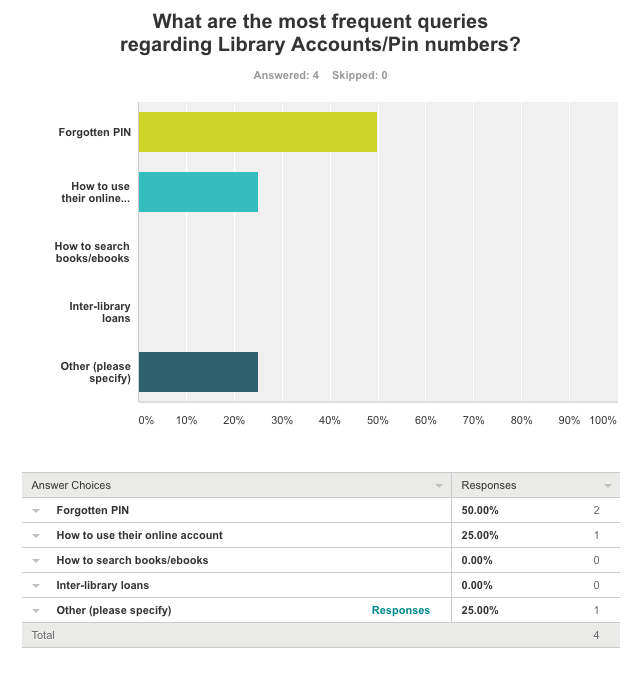 What are the most frequent queries
regarding Library Accounts/Pin numbers?
Answered: 4 Skipped: 0
Forgotten PIN
How to use
their online...
How to search
books/ebooks
Inter-library
loans
Other (please
specify)
0% 10% 20% 30% 40% 50% 60% 70% 80% 90% 100%
Answer Choices Responses
Forgotten PIN 50.00% 2
How to use their online account 25.00% 1
How to search books/ebooks 0.00% 0
Inter-library loans 0.00% 0
Other (please specify) Responses 25.00% 1
Total 4